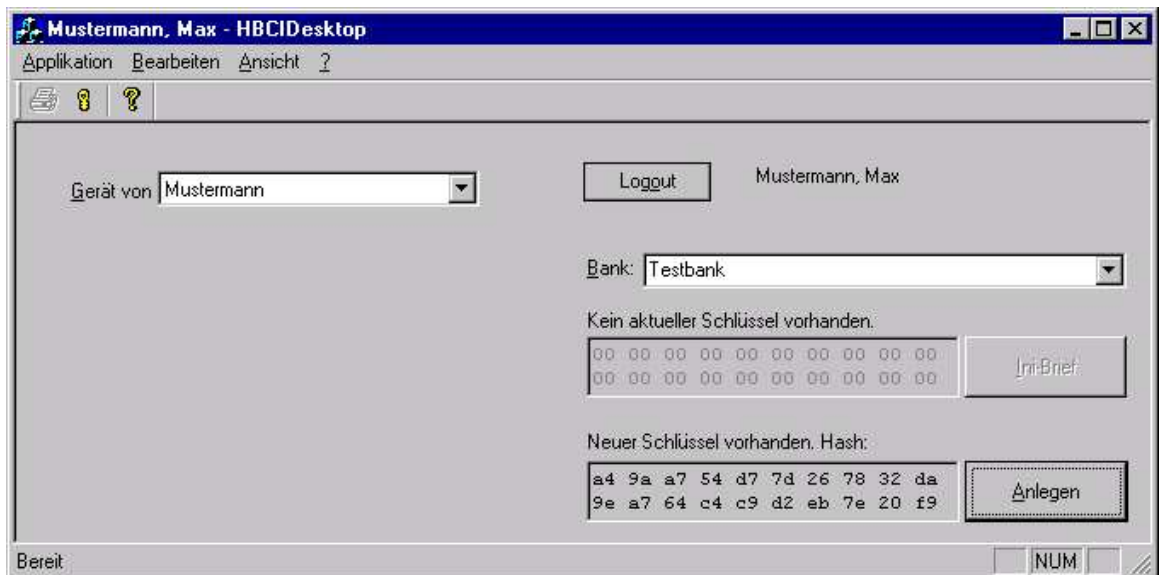 Mustermann, Max - HBCIDesktop
Applikation Bearbeiten Ansicht ?
Gerät von Mustermann
Logout Mustermann, Max
Bank: Testbank
Kein aktueller Schlüssel vorhanden.
00 00 00 00 00 00 00 00 00 00
00 00 00 00 00 00 00 00 00 00
Ini-Brief
Neuer Schlüssel vorhanden. Hash:
a4 9a a7 54 d7 7d 26 78 32 da
9e a7 64 c4 c9 d2 eb 7e 20 f9
Anlegen
Bereit NUM